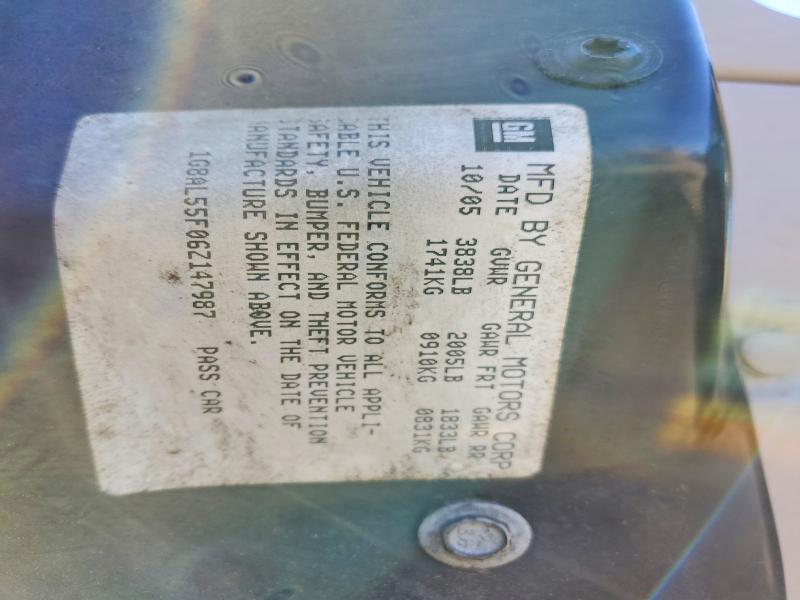 GM
MFD BY GENERAL MOTORS CORP
DATE GVWR GAWR FRT GAWR RR
10/05 3838LB 2005LB 1833LB
1741KG 0910KG 0831KG
THIS VEHICLE CONFORMS TO ALL APPLI-
CABLE U.S. FEDERAL MOTOR VEHICLE
SAFETY, BUMPER, AND THEFT PREVENTION
STANDARDS IN EFFECT ON THE DATE OF
MANUFACTURE SHOWN ABOVE.
1G8AL55F06Z147987 PASS CAR